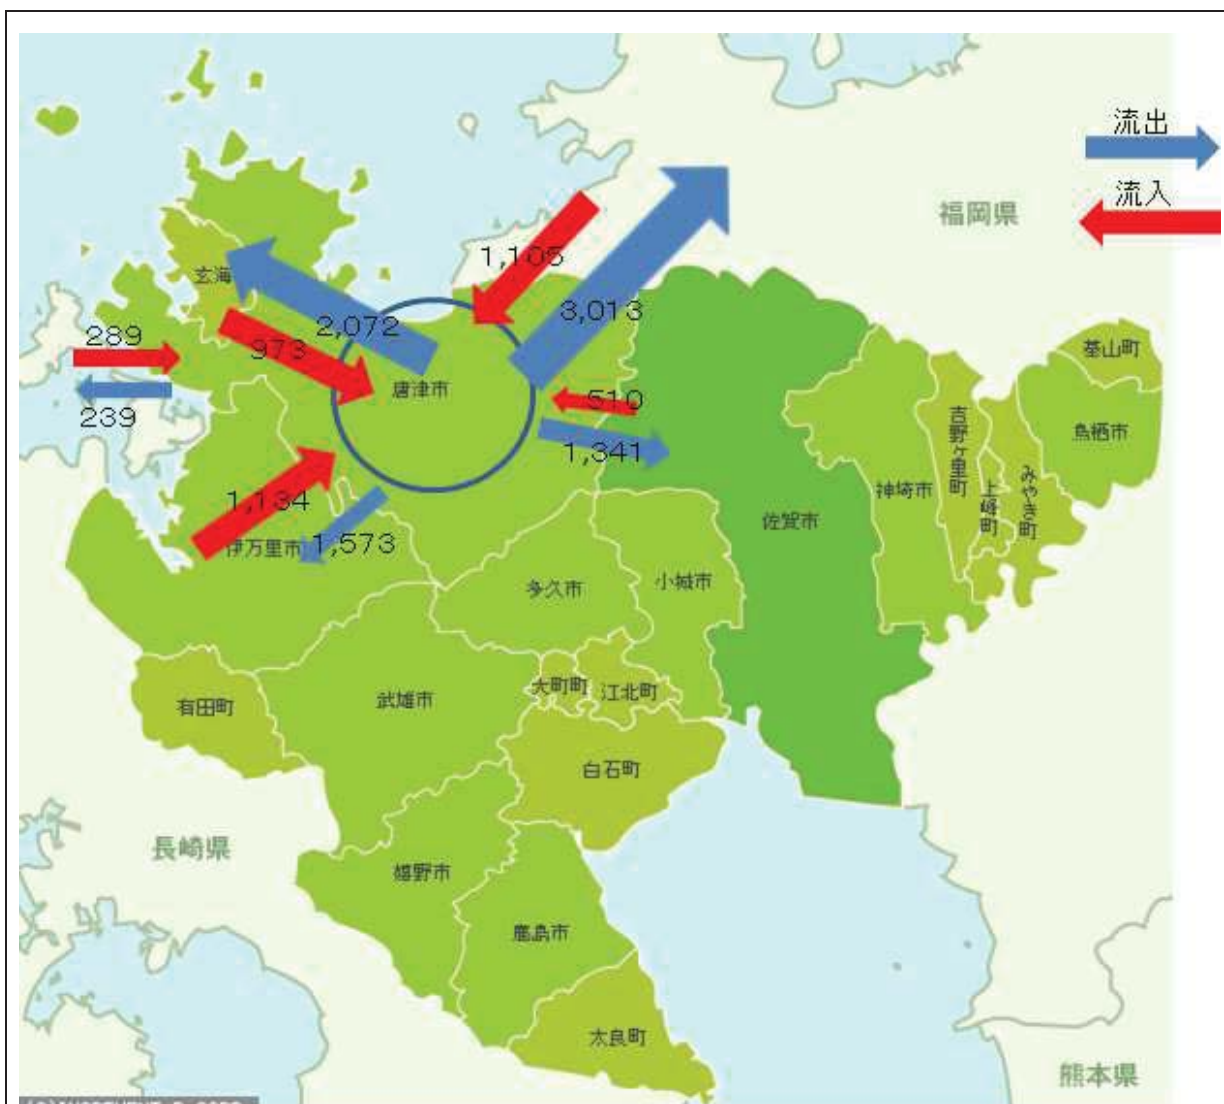 流出
流入
福岡県
1,105
3,013
玄海
2,072
973
289
239
唐津市
510
1,341
1,134
1,573
伊万里市
基山町
鳥栖市
吉野ヶ里町
上峰町
みやき町
神埼市
佐賀市
小城市
多久市
大町町
江北町
有田町
武雄市
白石町
長崎県
嬉野市
鹿島市
太良町
熊本県